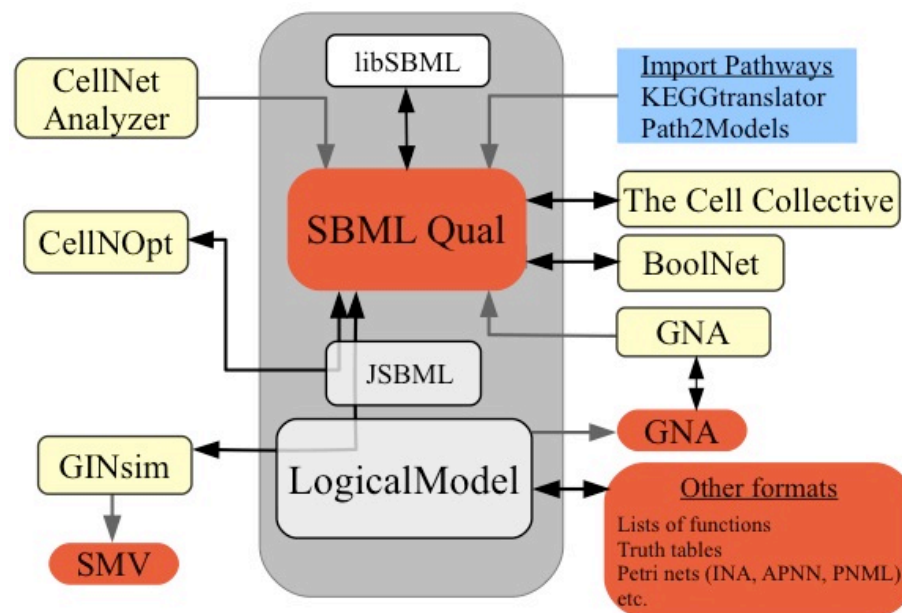 libSBML
CellNet
Analyzer
Import Pathways
KEGGtranslator
Path2Models
SBML Qual
The Cell Collective
CellNOpt
BoolNet
GNA
JSBML
GNA
GINsim
LogicalModel
Other formats
Lists of functions
Truth tables
Petri nets (INA, APNN, PNML)
etc.
SMV